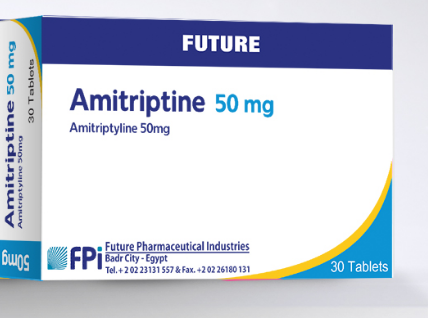 FUTURE
Amitriptine 50 mg
Amitriptyline 50mg
FPi
Future Pharmaceutical Industries
Badr City - Egypt
Tel. + 2 02 23131 557 & Fax. +2 02 26180 131
30 Tablets
Amitriptine 50 mg
Amitriptyline 50mg
30 Tablets
50mg